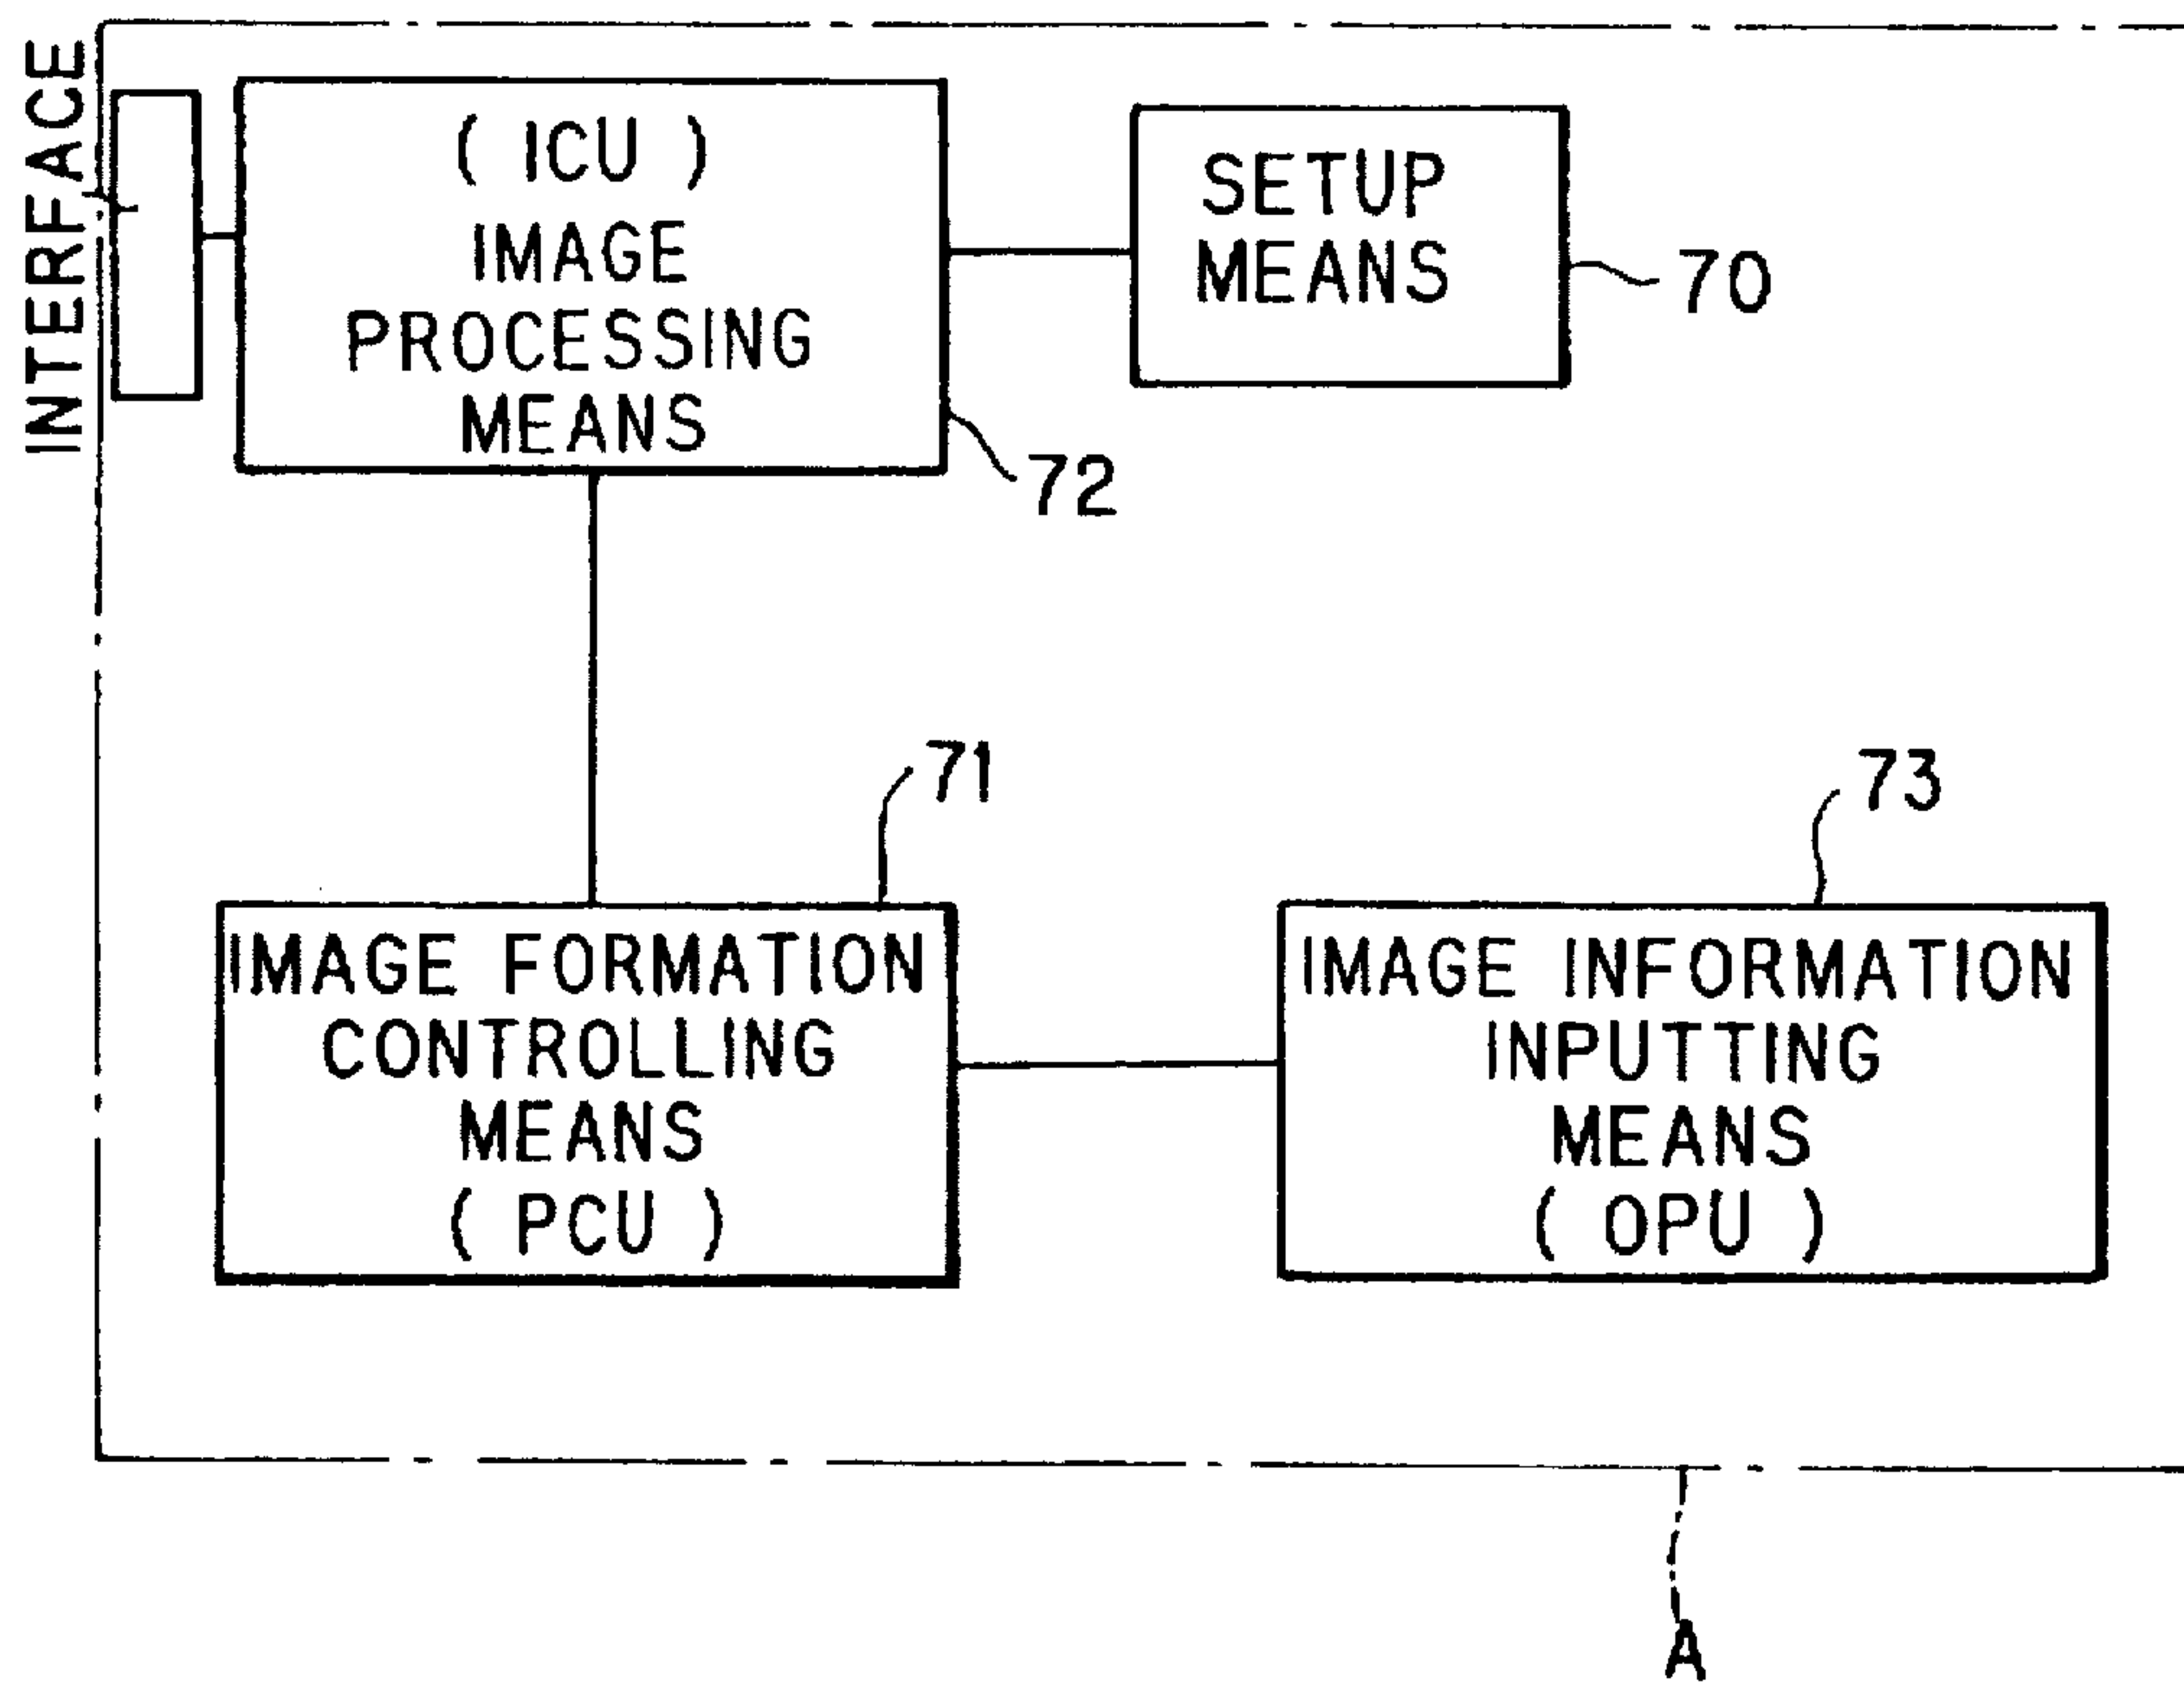 INTERFACE
( ICU )
IMAGE
PROCESSING
MEANS
SETUP
MEANS
70
72
71
73
IMAGE FORMATION
CONTROLLING
MEANS
( PCU )
IMAGE INFORMATION
INPUTTING
MEANS
( OPU )
A